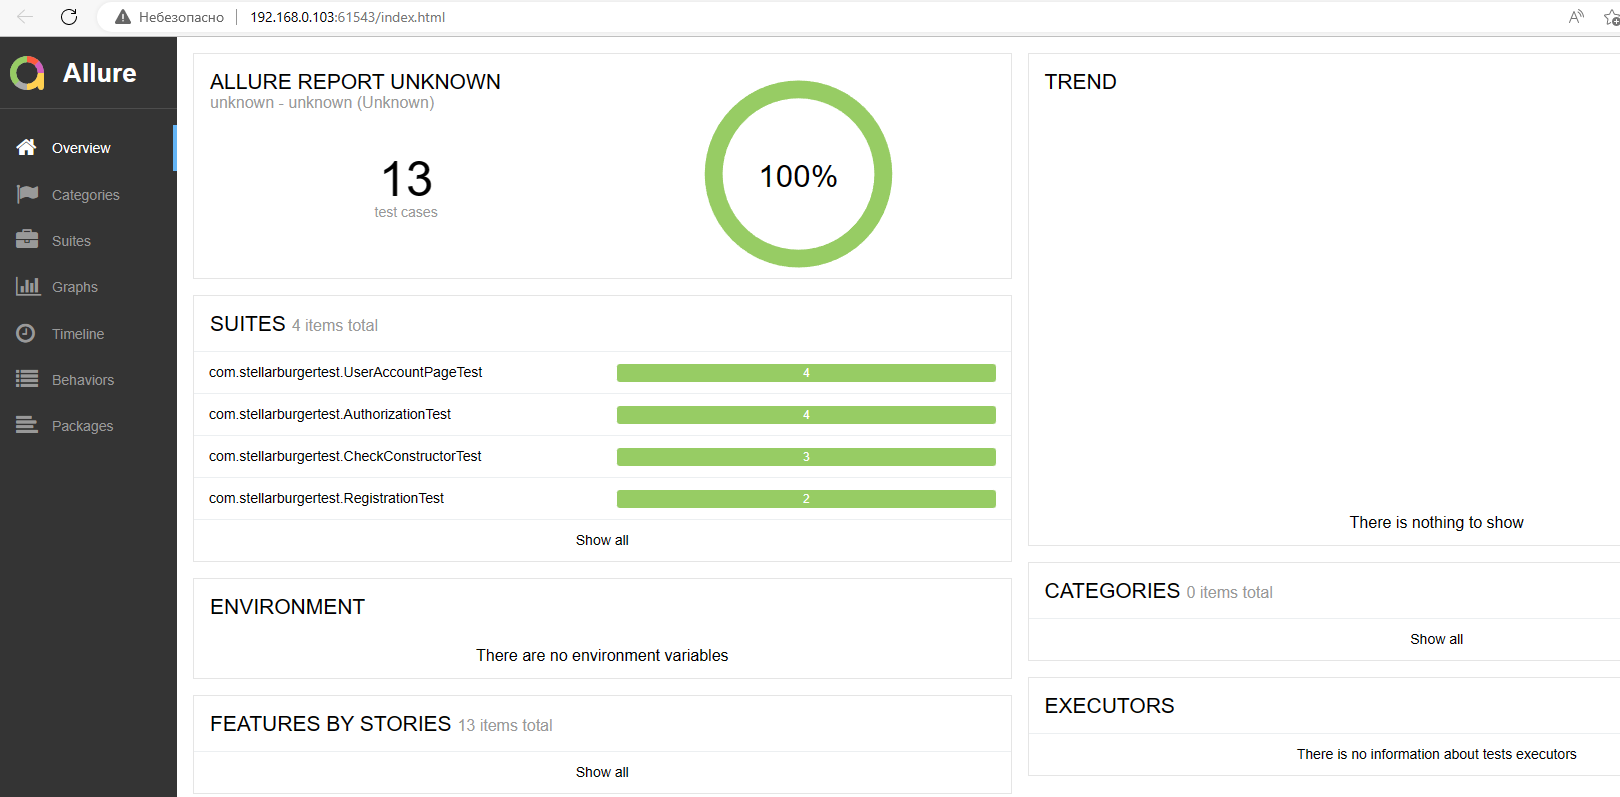 Небезопасно 192.168.0.103:61543/index.html
Allure
Overview
Categories
Suites
Graphs
Timeline
Behaviors
Packages
ALLURE REPORT UNKNOWN
unknown - unknown (Unknown)
13
test cases
100%
SUITES 4 items total
com.stellarburgertest.UserAccountPageTest 4
com.stellarburgertest.AuthorizationTest 4
com.stellarburgertest.CheckConstructorTest 3
com.stellarburgertest.RegistrationTest 2
Show all
ENVIRONMENT
There are no environment variables
FEATURES BY STORIES 13 items total
Show all
TREND
There is nothing to show
CATEGORIES 0 items total
Show all
EXECUTORS
There is no information about tests executors